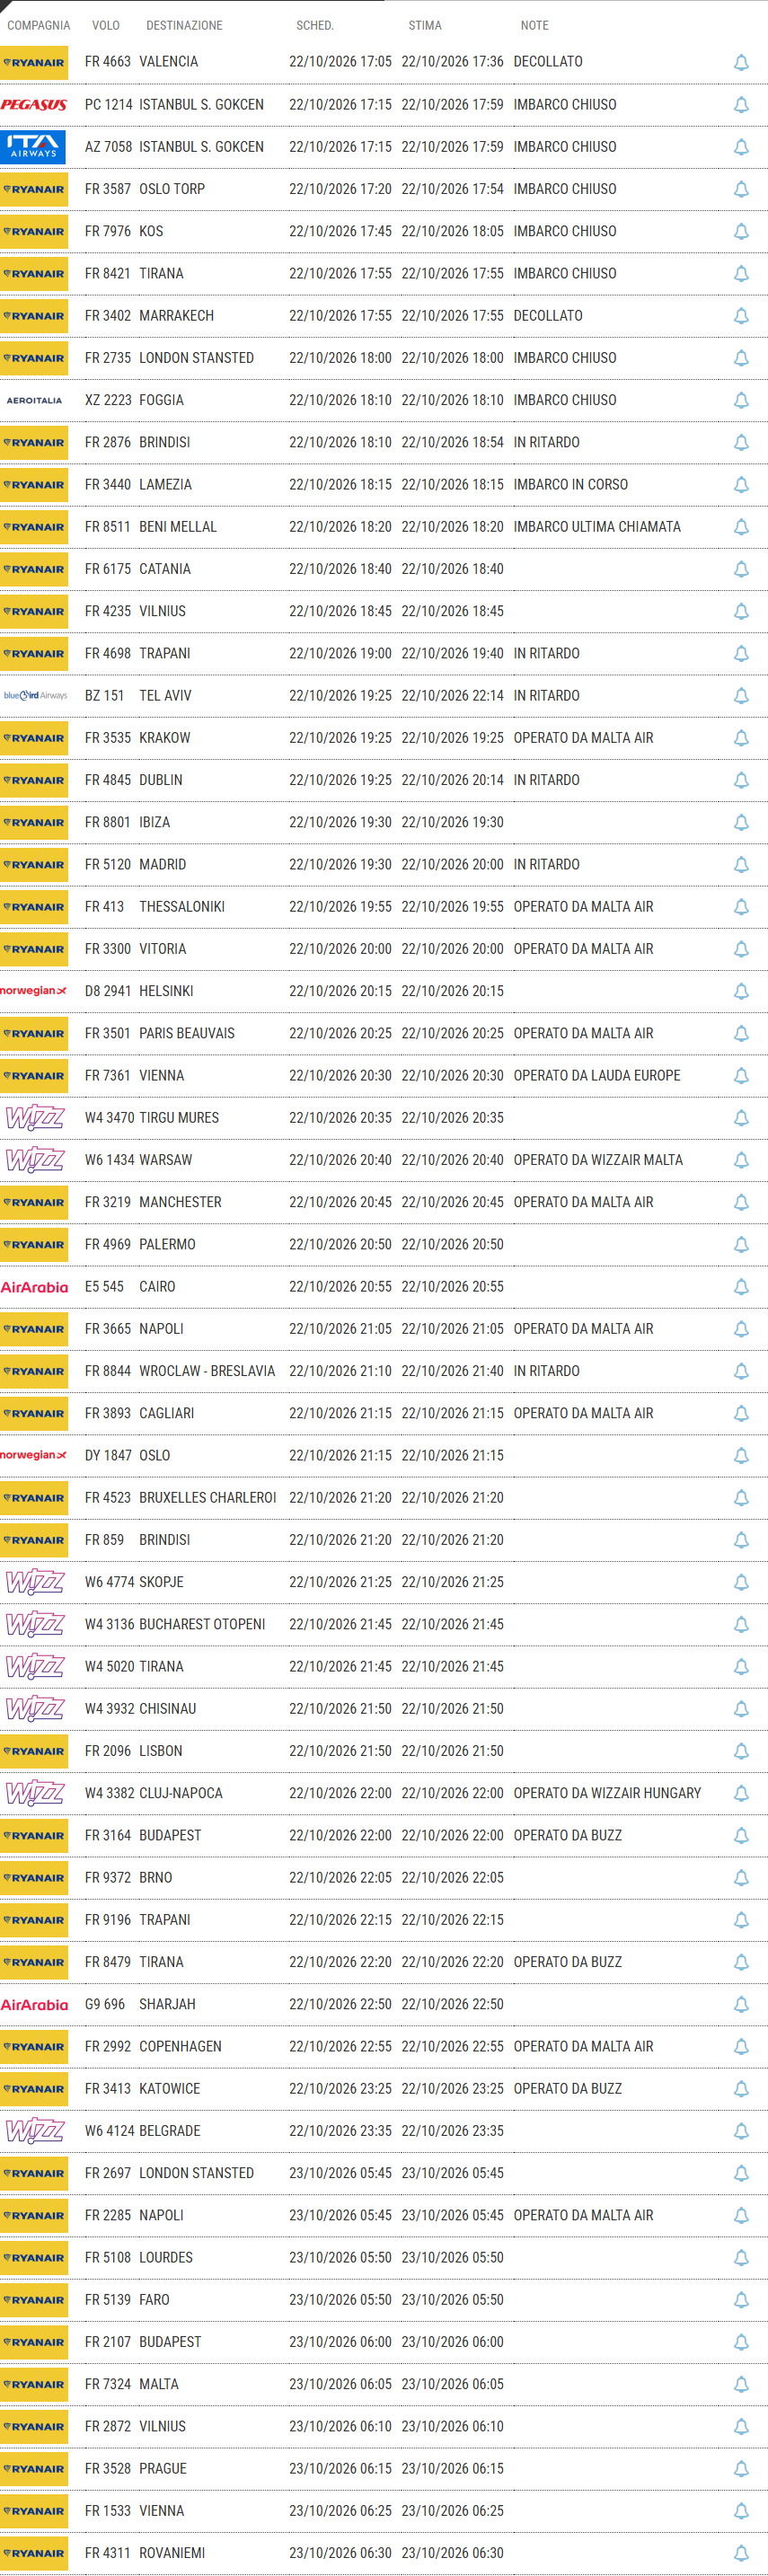 COMPAGNIA VOLO DESTINAZIONE SCHED. STIMA NOTE
RYANAIR FR 4663 VALENCIA 22/10/2026 17:05 22/10/2026 17:36 DECOLLATO
PEGASUS PC 1214 ISTANBUL S. GOKCEN 22/10/2026 17:15 22/10/2026 17:59 IMBARCO CHIUSO
ITA AIRWAYS AZ 7058 ISTANBUL S. GOKCEN 22/10/2026 17:15 22/10/2026 17:59 IMBARCO CHIUSO
RYANAIR FR 3587 OSLO TORP 22/10/2026 17:20 22/10/2026 17:54 IMBARCO CHIUSO
RYANAIR FR 7976 KOS 22/10/2026 17:45 22/10/2026 18:05 IMBARCO CHIUSO
RYANAIR FR 8421 TIRANA 22/10/2026 17:55 22/10/2026 17:55 IMBARCO CHIUSO
RYANAIR FR 3402 MARRAKECH 22/10/2026 17:55 22/10/2026 17:55 DECOLLATO
RYANAIR FR 2735 LONDON STANSTED 22/10/2026 18:00 22/10/2026 18:00 IMBARCO CHIUSO
AEROITALIA XZ 2223 FOGGIA 22/10/2026 18:10 22/10/2026 18:10 IMBARCO CHIUSO
RYANAIR FR 2876 BRINDISI 22/10/2026 18:10 22/10/2026 18:54 IN RITARDO
RYANAIR FR 3440 LAMEZIA 22/10/2026 18:15 22/10/2026 18:15 IMBARCO IN CORSO
RYANAIR FR 8511 BENI MELLAL 22/10/2026 18:20 22/10/2026 18:20 IMBARCO ULTIMA CHIAMATA
RYANAIR FR 6175 CATANIA 22/10/2026 18:40 22/10/2026 18:40
RYANAIR FR 4235 VILNIUS 22/10/2026 18:45 22/10/2026 18:45
RYANAIR FR 4698 TRAPANI 22/10/2026 19:00 22/10/2026 19:40 IN RITARDO
bluebird Airways BZ 151 TEL AVIV 22/10/2026 19:25 22/10/2026 22:14 IN RITARDO
RYANAIR FR 3535 KRAKOW 22/10/2026 19:25 22/10/2026 19:25 OPERATO DA MALTA AIR
RYANAIR FR 4845 DUBLIN 22/10/2026 19:25 22/10/2026 20:14 IN RITARDO
RYANAIR FR 8801 IBIZA 22/10/2026 19:30 22/10/2026 19:30
RYANAIR FR 5120 MADRID 22/10/2026 19:30 22/10/2026 20:00 IN RITARDO
RYANAIR FR 413 THESSALONIKI 22/10/2026 19:55 22/10/2026 19:55 OPERATO DA MALTA AIR
RYANAIR FR 3300 VITORIA 22/10/2026 20:00 22/10/2026 20:00 OPERATO DA MALTA AIR
norwegian D8 2941 HELSINKI 22/10/2026 20:15 22/10/2026 20:15
RYANAIR FR 3501 PARIS BEAUVAIS 22/10/2026 20:25 22/10/2026 20:25 OPERATO DA MALTA AIR
RYANAIR FR 7361 VIENNA 22/10/2026 20:30 22/10/2026 20:30 OPERATO DA LAUDA EUROPE
WIZZ W4 3470 TIRGU MURES 22/10/2026 20:35 22/10/2026 20:35
WIZZ W6 1434 WARSAW 22/10/2026 20:40 22/10/2026 20:40 OPERATO DA WIZZAIR MALTA
RYANAIR FR 3219 MANCHESTER 22/10/2026 20:45 22/10/2026 20:45 OPERATO DA MALTA AIR
RYANAIR FR 4969 PALERMO 22/10/2026 20:50 22/10/2026 20:50
AirArabia E5 545 CAIRO 22/10/2026 20:55 22/10/2026 20:55
RYANAIR FR 3665 NAPOLI 22/10/2026 21:05 22/10/2026 21:05 OPERATO DA MALTA AIR
RYANAIR FR 8844 WROCLAW - BRESLAVIA 22/10/2026 21:10 22/10/2026 21:40 IN RITARDO
RYANAIR FR 3893 CAGLIARI 22/10/2026 21:15 22/10/2026 21:15 OPERATO DA MALTA AIR
norwegian DY 1847 OSLO 22/10/2026 21:15 22/10/2026 21:15
RYANAIR FR 4523 BRUXELLES CHARLEROI 22/10/2026 21:20 22/10/2026 21:20
RYANAIR FR 859 BRINDISI 22/10/2026 21:20 22/10/2026 21:20
WIZZ W6 4774 SKOPJE 22/10/2026 21:25 22/10/2026 21:25
WIZZ W4 3136 BUCHAREST OTOPENI 22/10/2026 21:45 22/10/2026 21:45
WIZZ W4 5020 TIRANA 22/10/2026 21:45 22/10/2026 21:45
WIZZ W4 3932 CHISINAU 22/10/2026 21:50 22/10/2026 21:50
RYANAIR FR 2096 LISBON 22/10/2026 21:50 22/10/2026 21:50
WIZZ W4 3382 CLUJ-NAPOCA 22/10/2026 22:00 22/10/2026 22:00 OPERATO DA WIZZAIR HUNGARY
RYANAIR FR 3164 BUDAPEST 22/10/2026 22:00 22/10/2026 22:00 OPERATO DA BUZZ
RYANAIR FR 9372 BRNO 22/10/2026 22:05 22/10/2026 22:05
RYANAIR FR 9196 TRAPANI 22/10/2026 22:15 22/10/2026 22:15
RYANAIR FR 8479 TIRANA 22/10/2026 22:20 22/10/2026 22:20 OPERATO DA BUZZ
AirArabia G9 696 SHARJAH 22/10/2026 22:50 22/10/2026 22:50
RYANAIR FR 2992 COPENHAGEN 22/10/2026 22:55 22/10/2026 22:55 OPERATO DA MALTA AIR
RYANAIR FR 3413 KATOWICE 22/10/2026 23:25 22/10/2026 23:25 OPERATO DA BUZZ
WIZZ W6 4124 BELGRADE 22/10/2026 23:35 22/10/2026 23:35
RYANAIR FR 2697 LONDON STANSTED 23/10/2026 05:45 23/10/2026 05:45
RYANAIR FR 2285 NAPOLI 23/10/2026 05:45 23/10/2026 05:45 OPERATO DA MALTA AIR
RYANAIR FR 5108 LOURDES 23/10/2026 05:50 23/10/2026 05:50
RYANAIR FR 5139 FARO 23/10/2026 05:50 23/10/2026 05:50
RYANAIR FR 2107 BUDAPEST 23/10/2026 06:00 23/10/2026 06:00
RYANAIR FR 7324 MALTA 23/10/2026 06:05 23/10/2026 06:05
RYANAIR FR 2872 VILNIUS 23/10/2026 06:10 23/10/2026 06:10
RYANAIR FR 3528 PRAGUE 23/10/2026 06:15 23/10/2026 06:15
RYANAIR FR 1533 VIENNA 23/10/2026 06:25 23/10/2026 06:25
RYANAIR FR 4311 ROVANIEMI 23/10/2026 06:30 23/10/2026 06:30